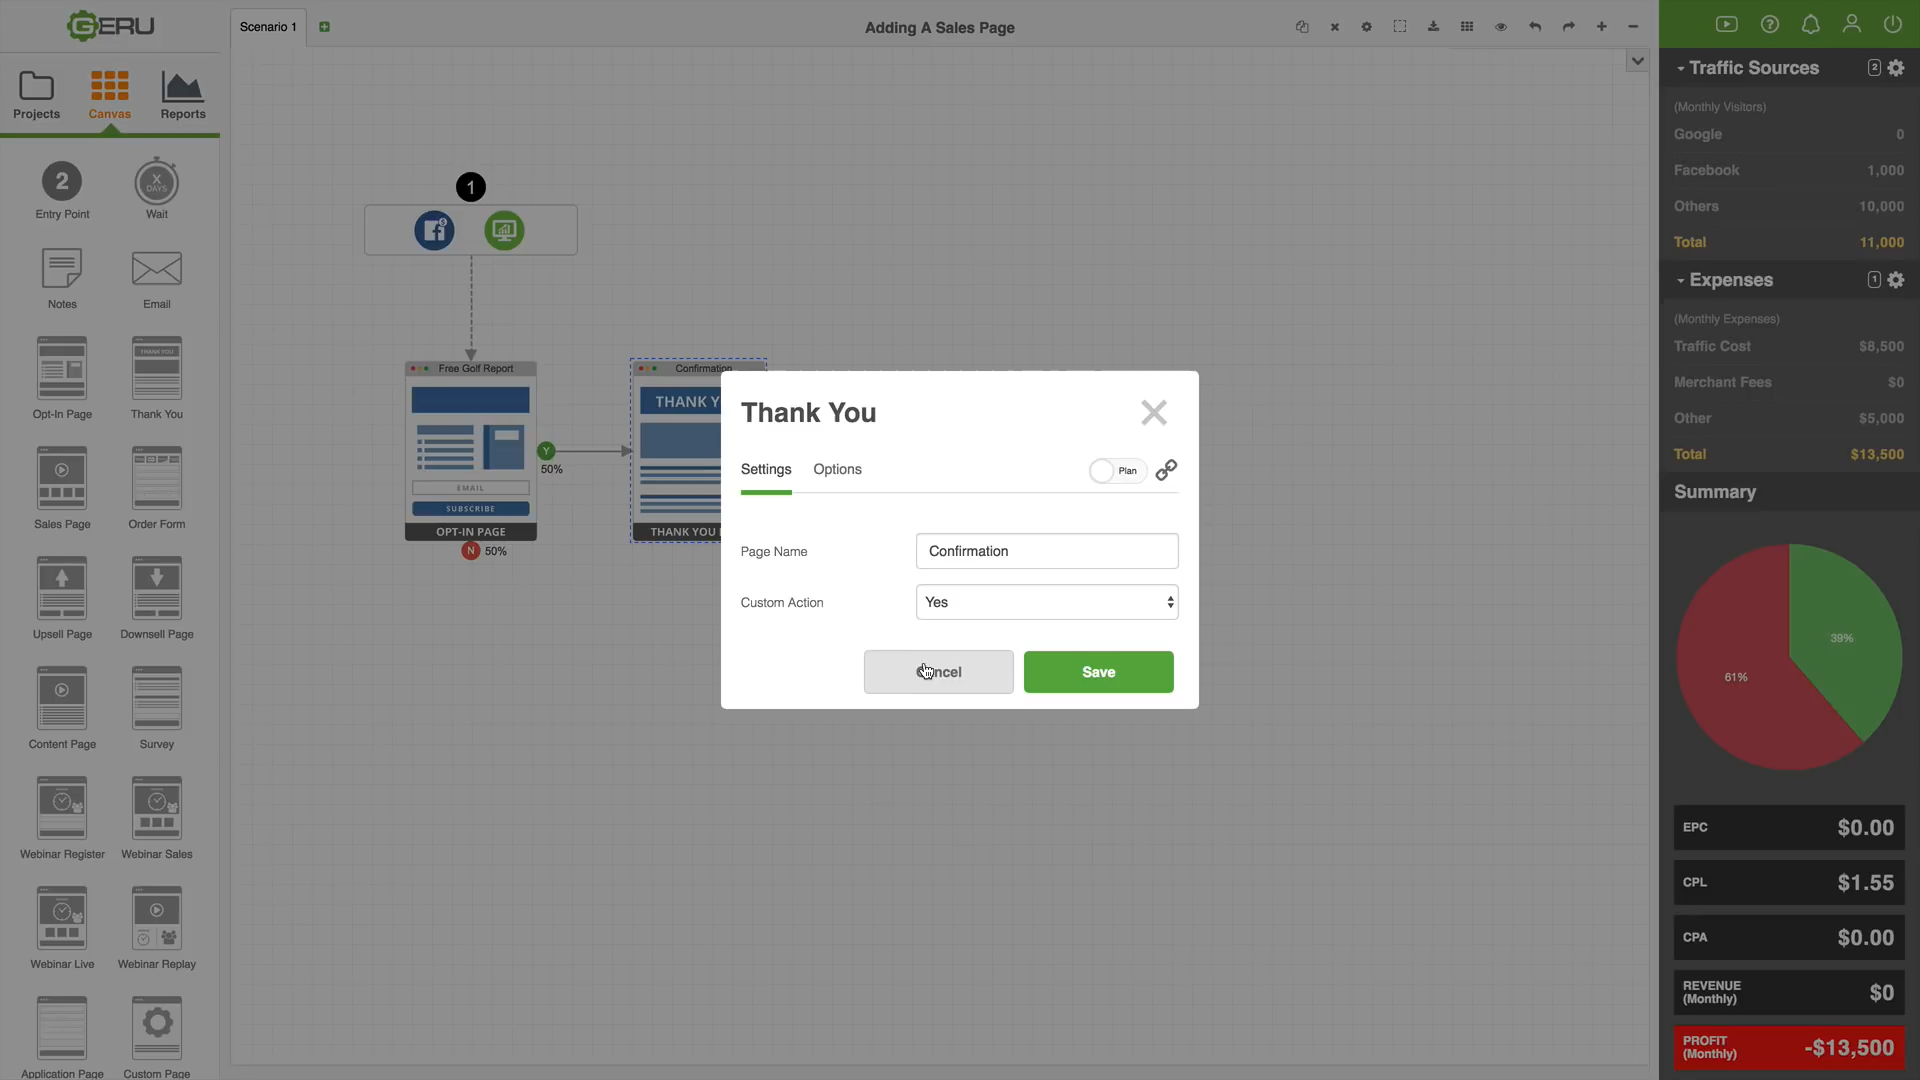 GERU
Scenario 1
Adding A Sales Page
Projects
Canvas
Reports
2
Entry Point
X
DAYS
Wait
Notes
Email
Opt-In Page
THANK YOU
Thank You
Sales Page
Order Form
Upsell Page
Downsell Page
Content Page
Survey
Webinar Register
Webinar Sales
Webinar Live
Webinar Replay
Application Page
Custom Page
1
Free Golf Report
EMAIL
SUBSCRIBE
OPT-IN PAGE
Y
50%
N
50%
Confirmation
THANK Y
THANK YOU
Thank You
Settings
Options
Plan
Page Name
Confirmation
Custom Action
Yes
Cancel
Save
Traffic Sources
2
(Monthly Visitors)
Google
0
Facebook
1,000
Others
10,000
Total
11,000
Expenses
1
(Monthly Expenses)
Traffic Cost
$8,500
Merchant Fees
$0
Other
$5,000
Total
$13,500
Summary
39%
61%
EPC
$0.00
CPL
$1.55
CPA
$0.00
REVENUE
(Monthly)
$0
PROFIT
(Monthly)
-$13,500